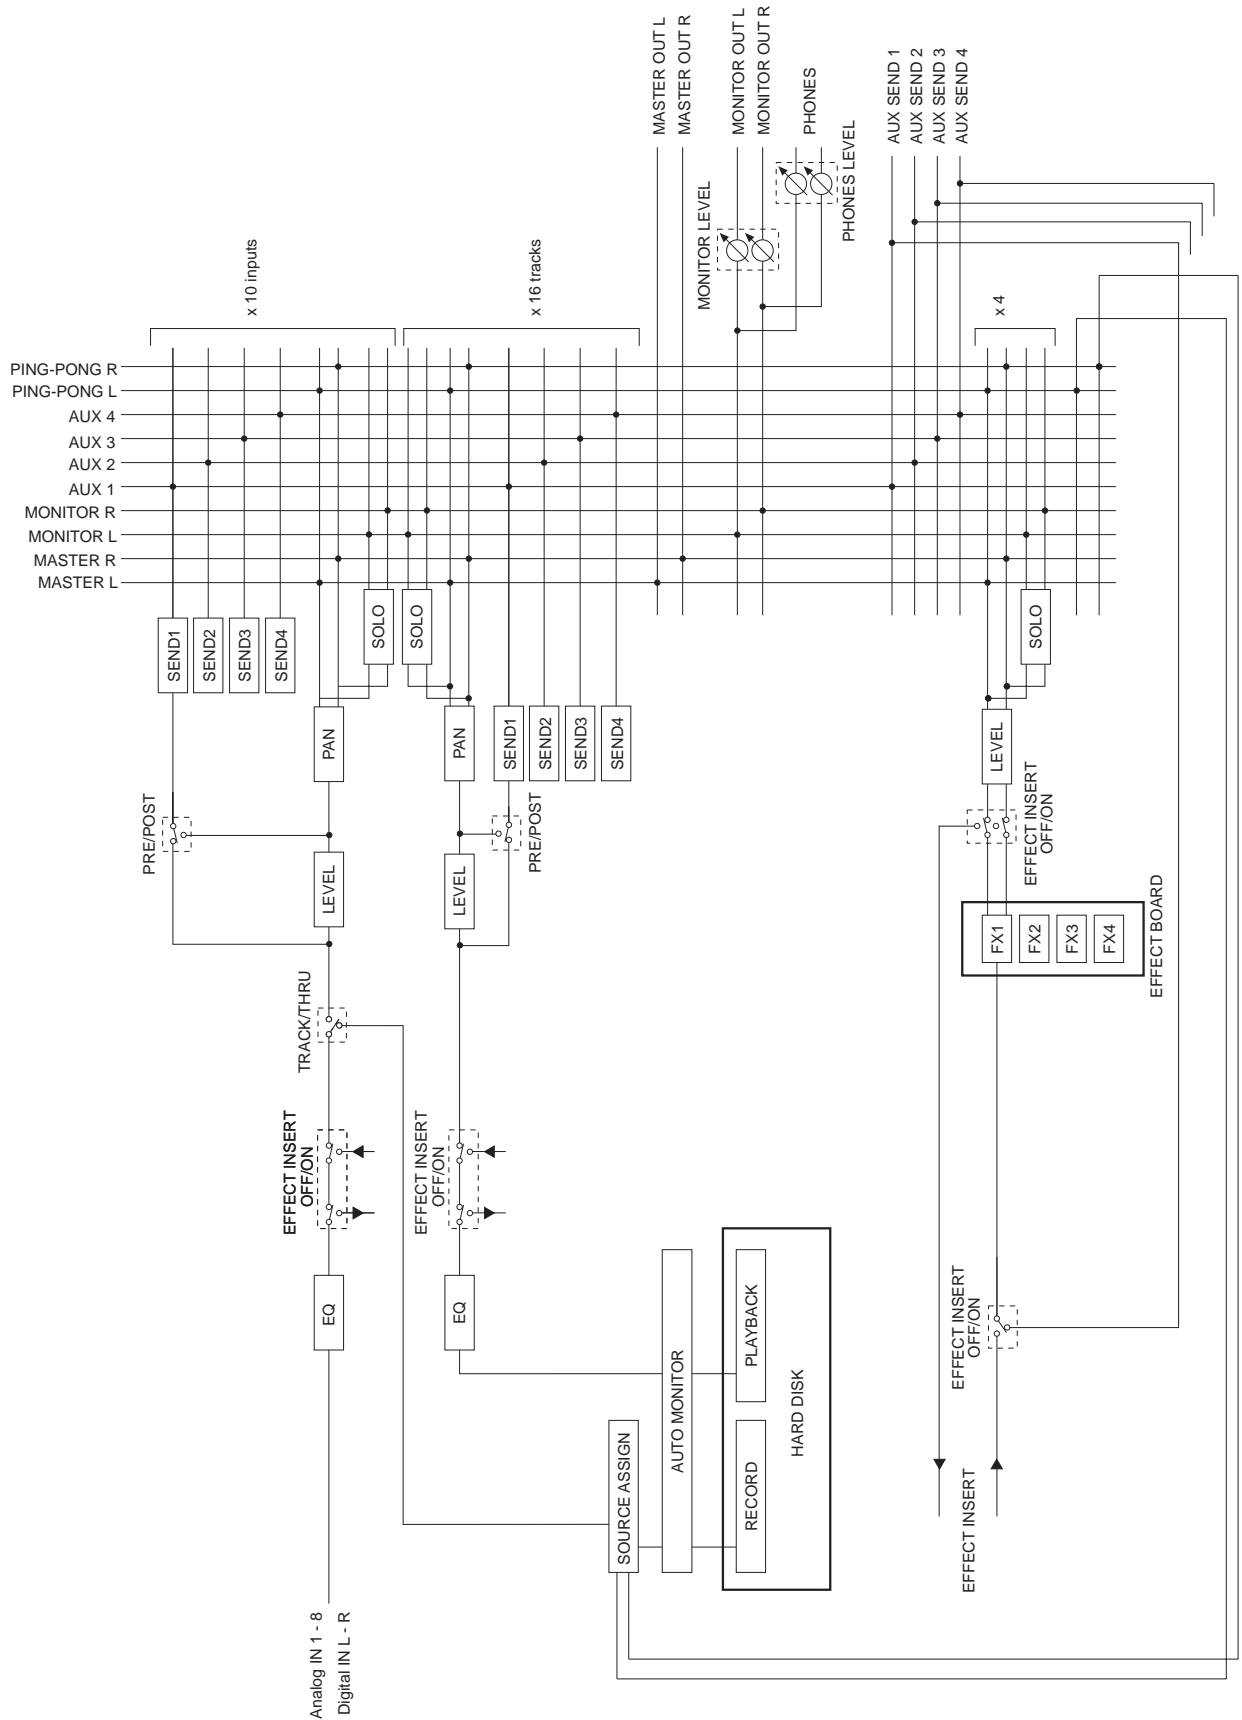 MASTER OUT L
MASTER OUT R
MONITOR OUT L
MONITOR OUT R
PHONES
PHONES LEVEL
MONITOR LEVEL
AUX SEND 1
AUX SEND 2
AUX SEND 3
AUX SEND 4
x 10 inputs
x 16 tracks
x 4
PING-PONG R
PING-PONG L
AUX 4
AUX 3
AUX 2
AUX 1
MONITOR R
MONITOR L
MASTER R
MASTER L
SEND1
SEND2
SEND3
SEND4
SOLO
SOLO
SOLO
PAN
PAN
SEND1
SEND2
SEND3
SEND4
LEVEL
EFFECT INSERT
OFF/ON
PRE/POST
PRE/POST
LEVEL
LEVEL
FX1
FX2
FX3
FX4
EFFECT BOARD
TRACK/THRU
EFFECT INSERT
OFF/ON
EFFECT INSERT
OFF/ON
EQ
EQ
AUTO MONITOR
PLAYBACK
HARD DISK
RECORD
SOURCE ASSIGN
EFFECT INSERT
OFF/ON
EFFECT INSERT
Analog IN 1 - 8
Digital IN L - R